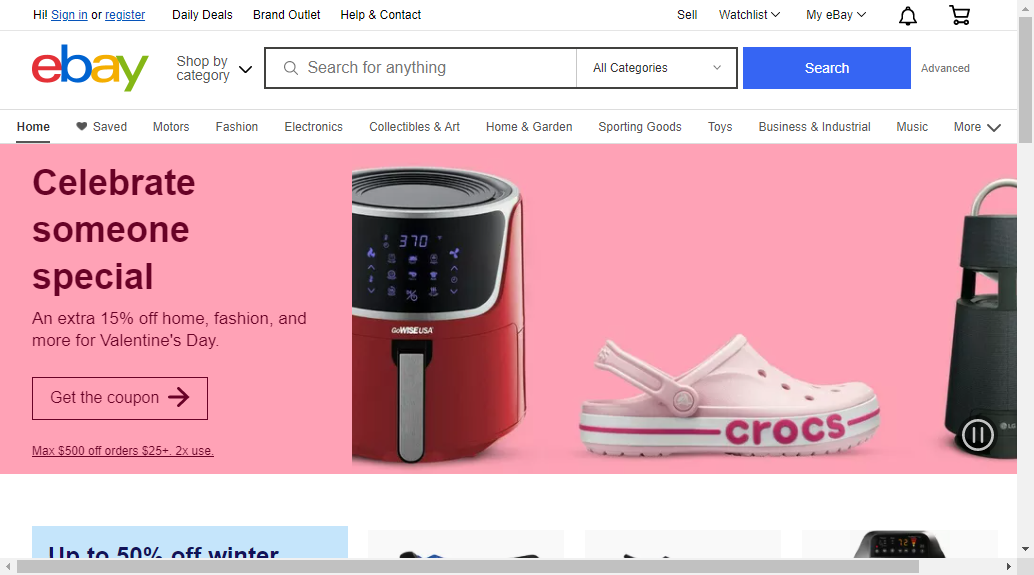 Hi! Sign in or register Daily Deals Brand Outlet Help & Contact Sell Watchlist My eBay
ebay Shop by category Search for anything All Categories Search Advanced
Home Saved Motors Fashion Electronics Collectibles & Art Home & Garden Sporting Goods Toys Business & Industrial Music More
Celebrate
someone
special
An extra 15% off home, fashion, and
more for Valentine's Day.
Get the coupon
Max $500 off orders $25+. 2x use.
370
GoWISEUSA
crocs
LG
Up to 50% off winter
72